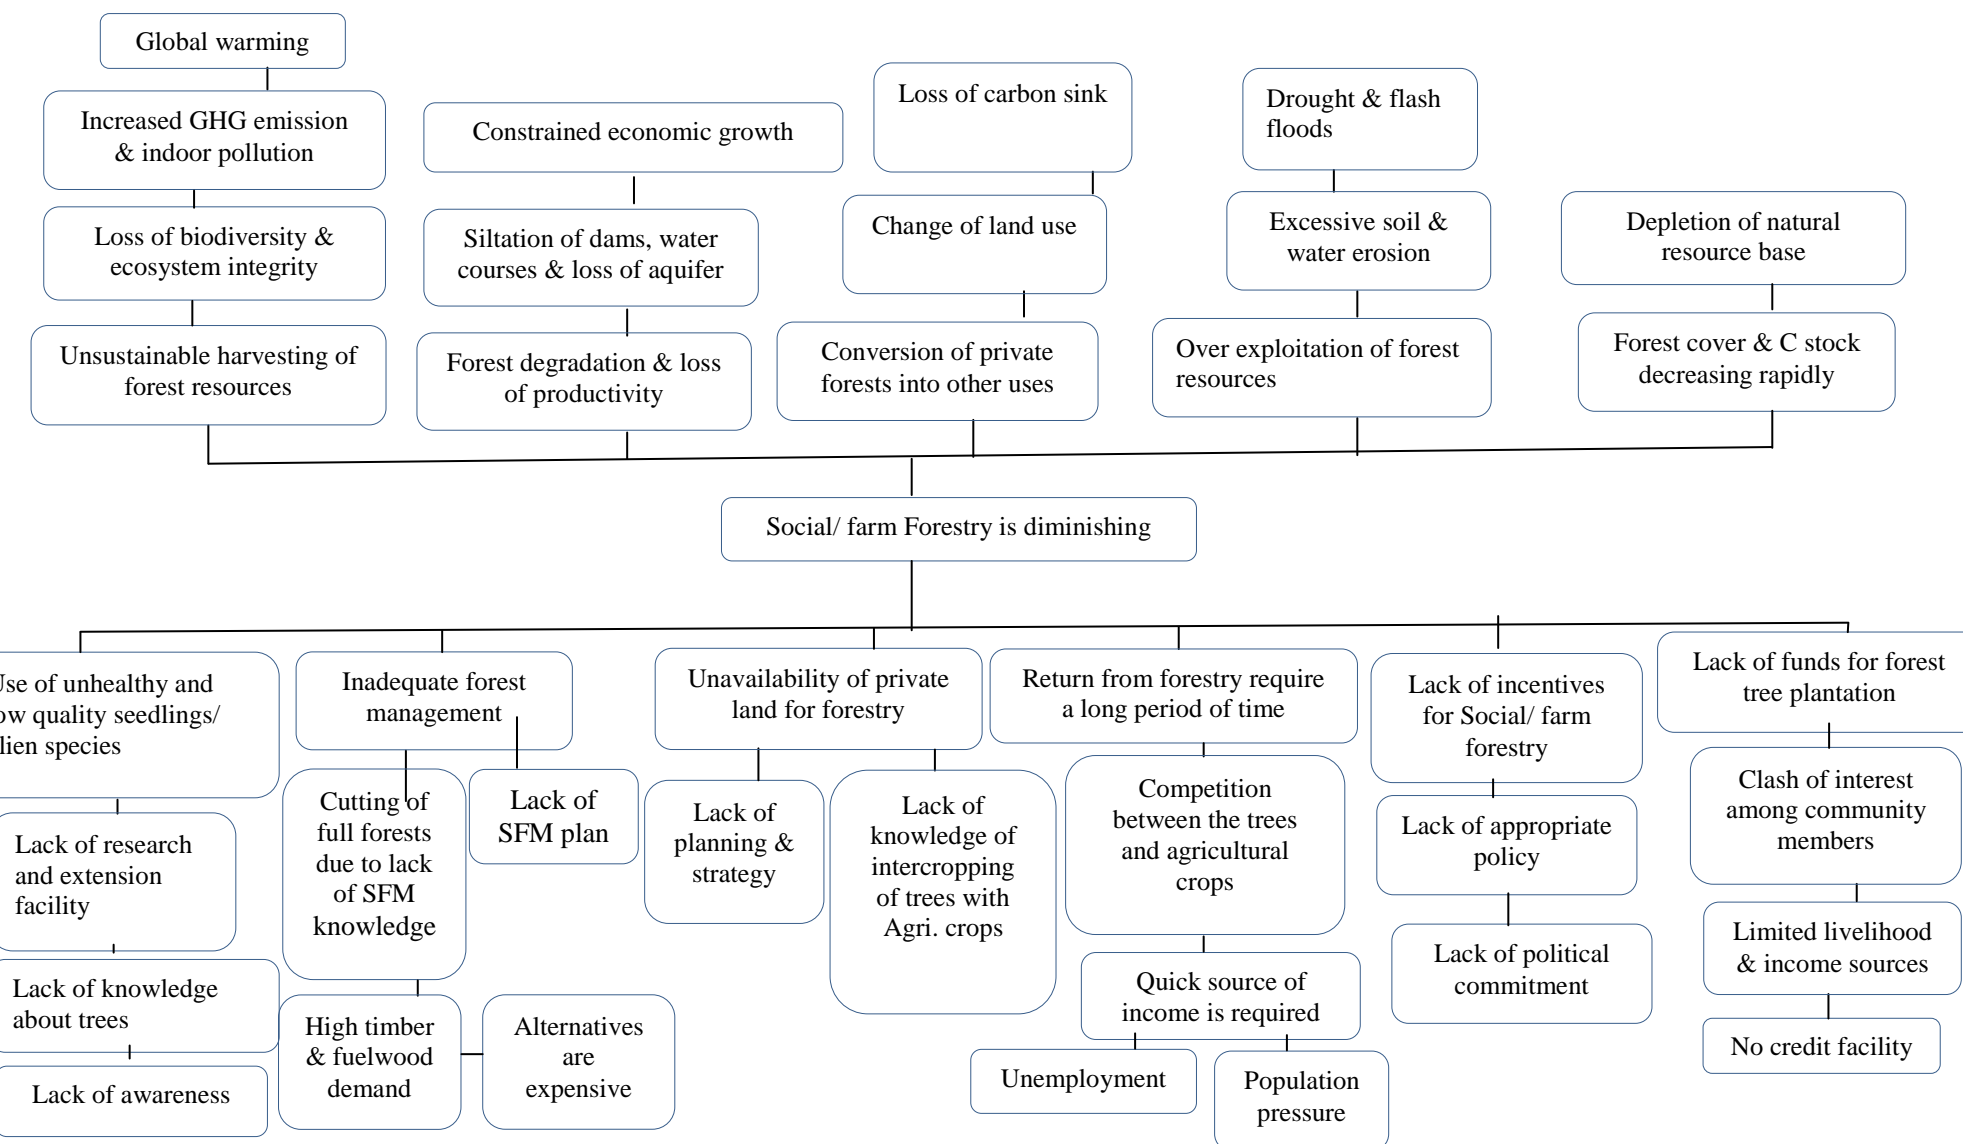 Global warming
Increased GHG emission
& indoor pollution
Loss of biodiversity &
ecosystem integrity
Unsustainable harvesting of
forest resources
Constrained economic growth
Siltation of dams, water
courses & loss of aquifer
Forest degradation & loss
of productivity
Loss of carbon sink
Change of land use
Conversion of private
forests into other uses
Drought & flash
floods
Excessive soil &
water erosion
Over exploitation of forest
resources
Depletion of natural
resource base
Forest cover & C stock
decreasing rapidly
Social/ farm Forestry is diminishing
Use of unhealthy and
ow quality seedlings/
lien species
Lack of research
and extension
facility
Lack of knowledge
about trees
Lack of awareness
Inadequate forest
management
Cutting of
full forests
due to lack
of SFM
knowledge
Lack of
SFM plan
High timber
& fuelwood
demand
Alternatives
are
expensive
Unavailability of private
land for forestry
Lack of
planning &
strategy
Lack of
knowledge of
intercropping
of trees with
Agri. crops
Return from forestry require
a long period of time
Competition
between the trees
and agricultural
crops
Quick source of
income is required
Unemployment
Population
pressure
Lack of incentives
for Social/ farm
forestry
Lack of appropriate
policy
Lack of political
commitment
Lack of funds for forest
tree plantation
Clash of interest
among community
members
Limited livelihood
& income sources
No credit facility